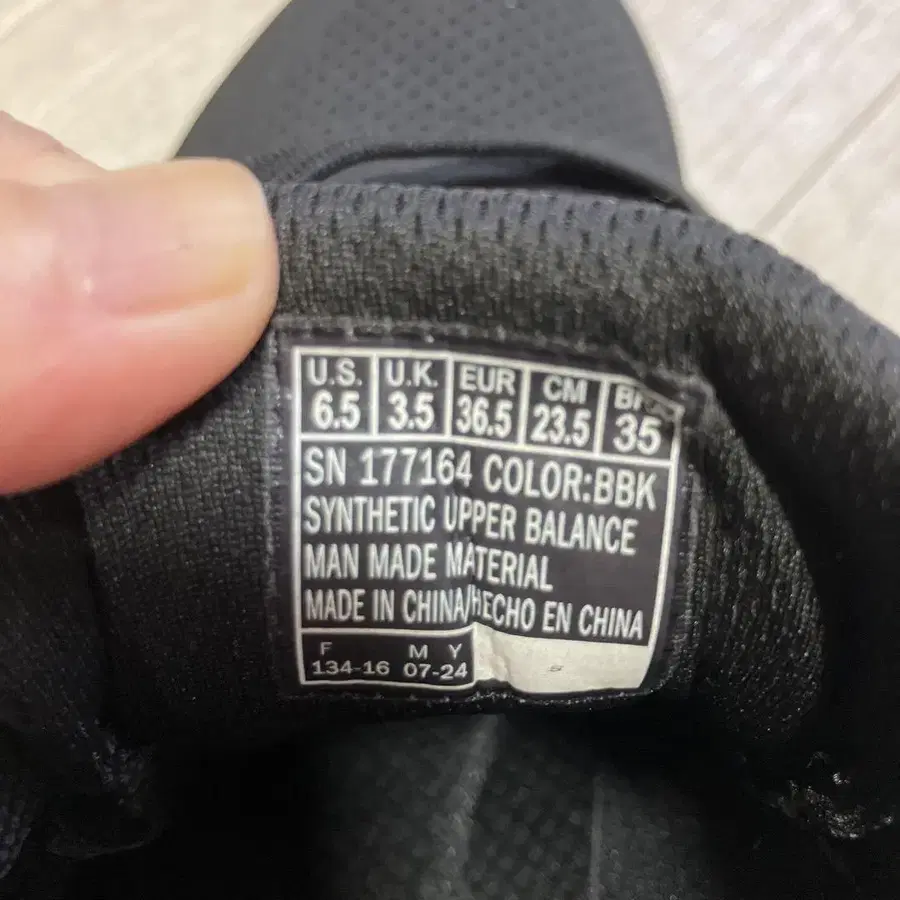 U.S. U.K. EUR CM
6.5 3.5 36.5 23.5 35
SN 177164 COLOR:BBK
SYNTHETIC UPPER BALANCE
MAN MADE MATERIAL
MADE IN CHINA/HECHO EN CHINA
F M Y
134-16 07-24